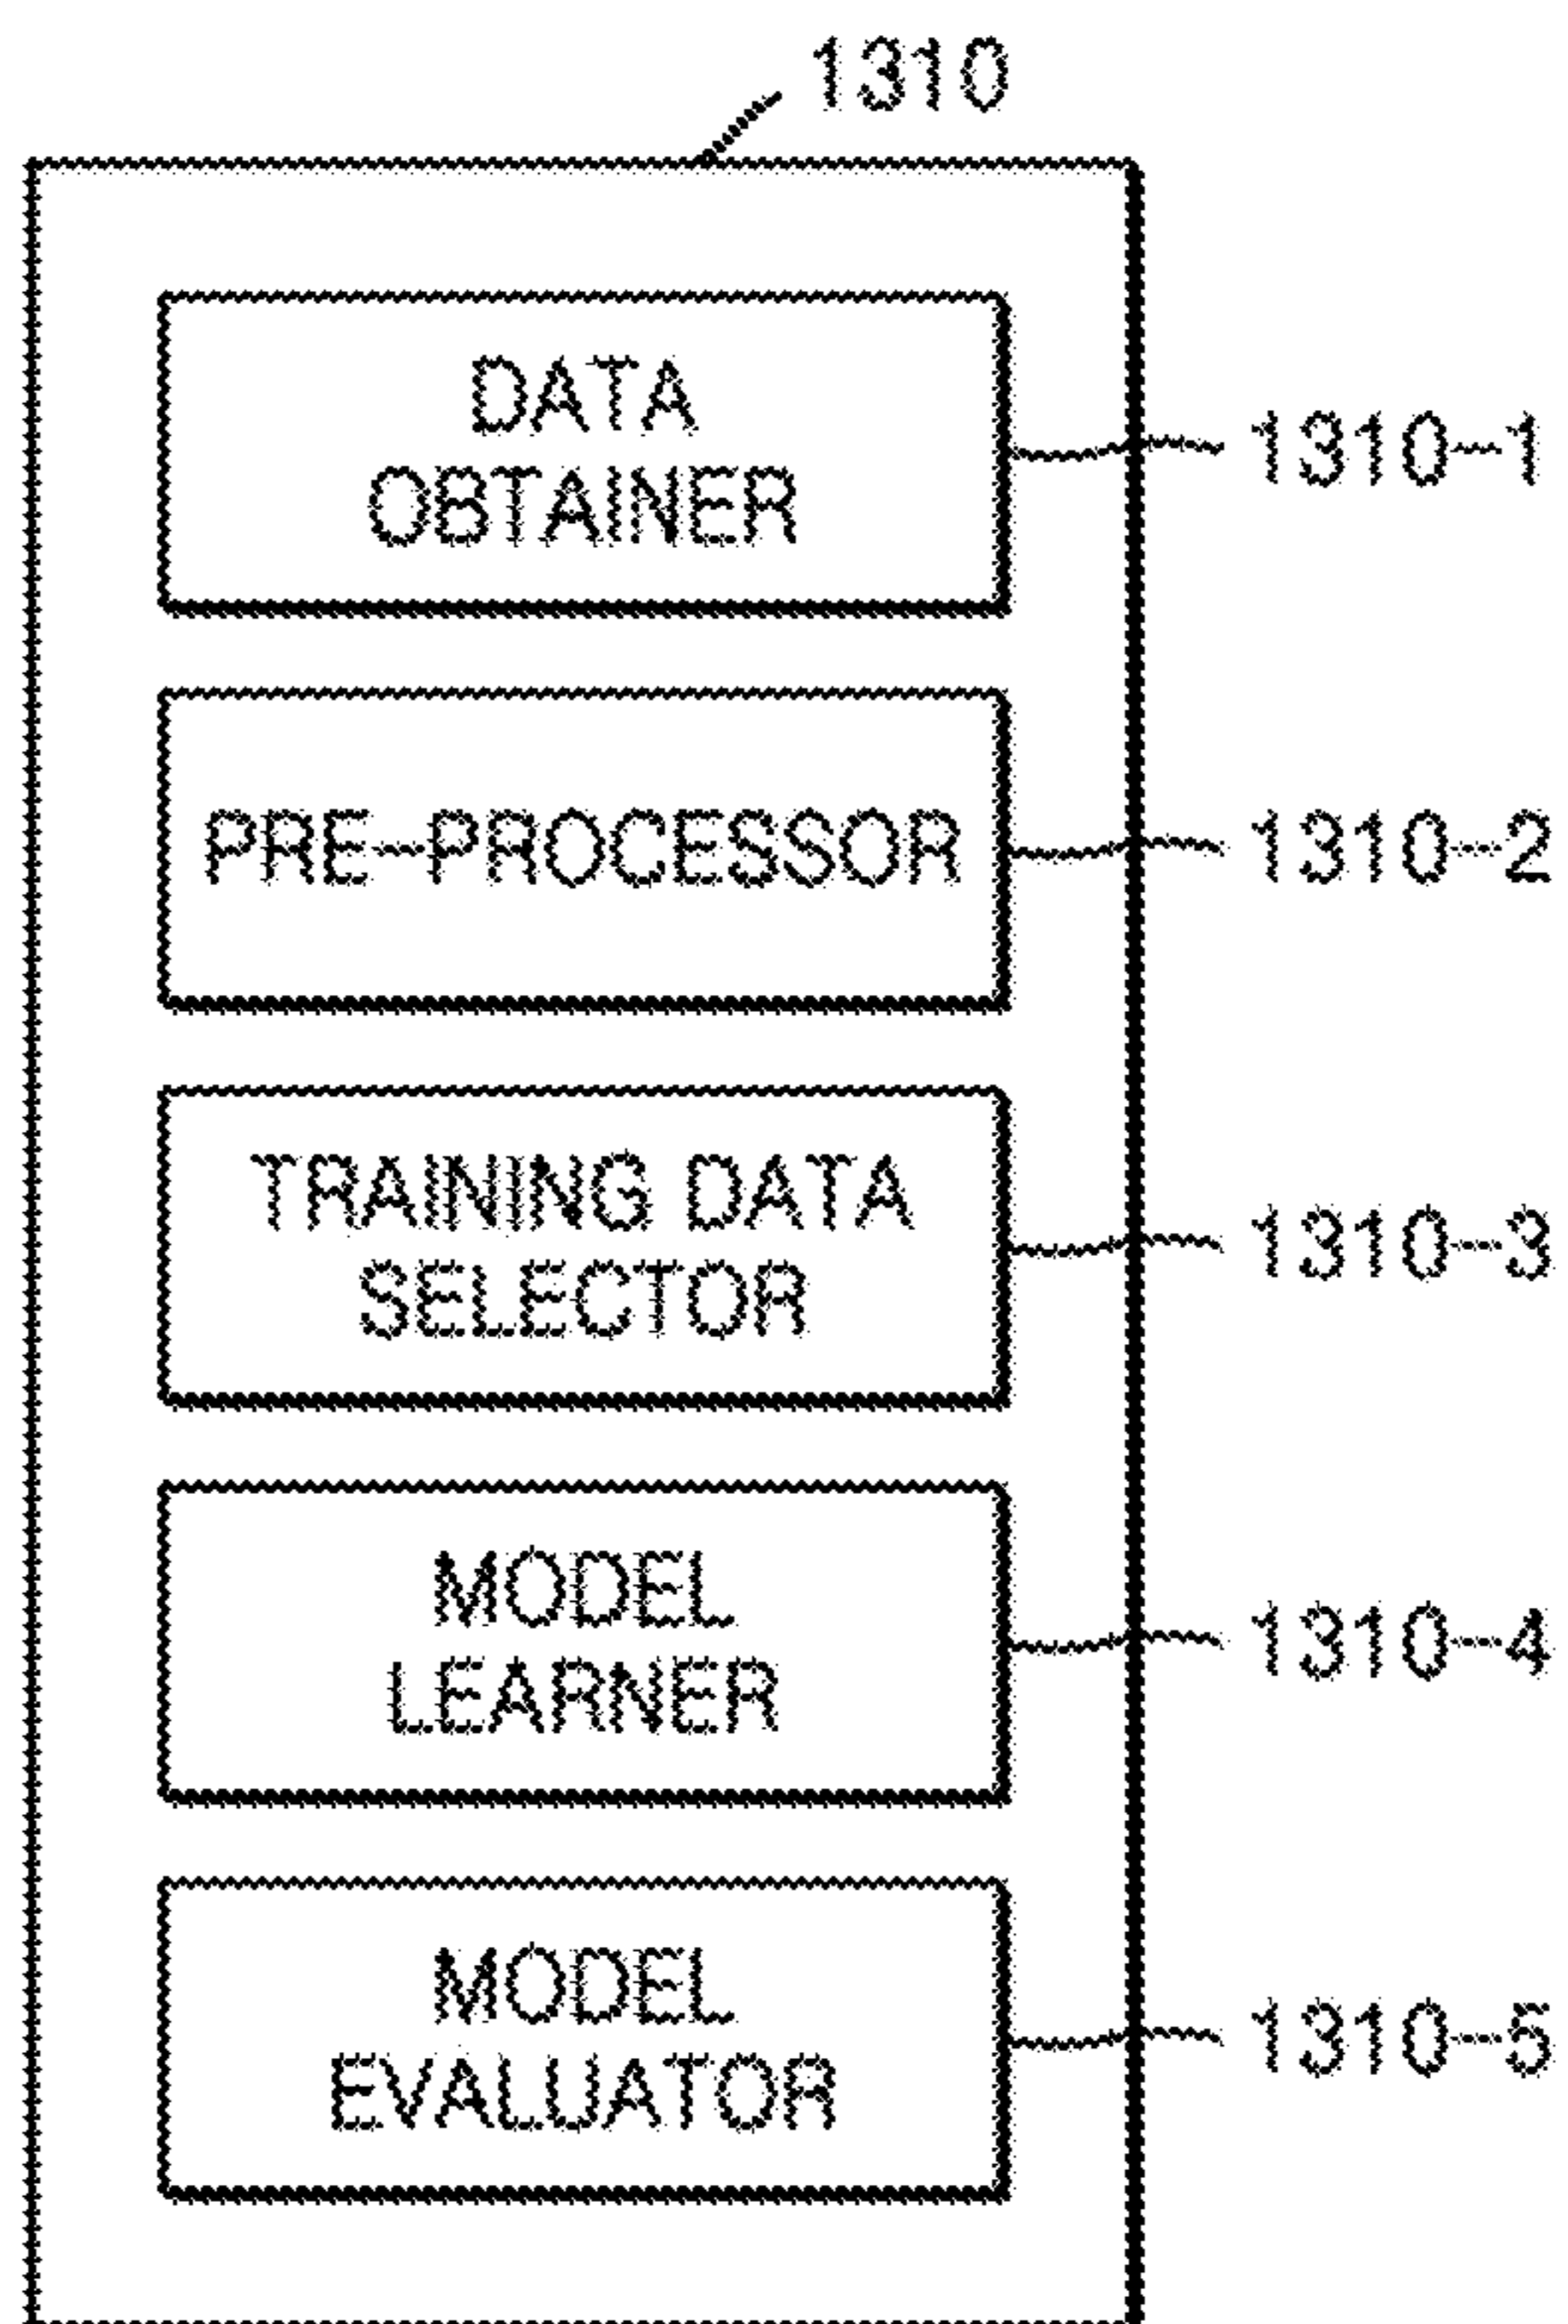 1310
DATA
OBTAINER
1310-1
PRE-PROCESSOR
1310-2
TRAINING DATA
SELECTOR
1310-3
MODEL
LEARNER
1310-4
MODEL
EVALUATOR
1310-5